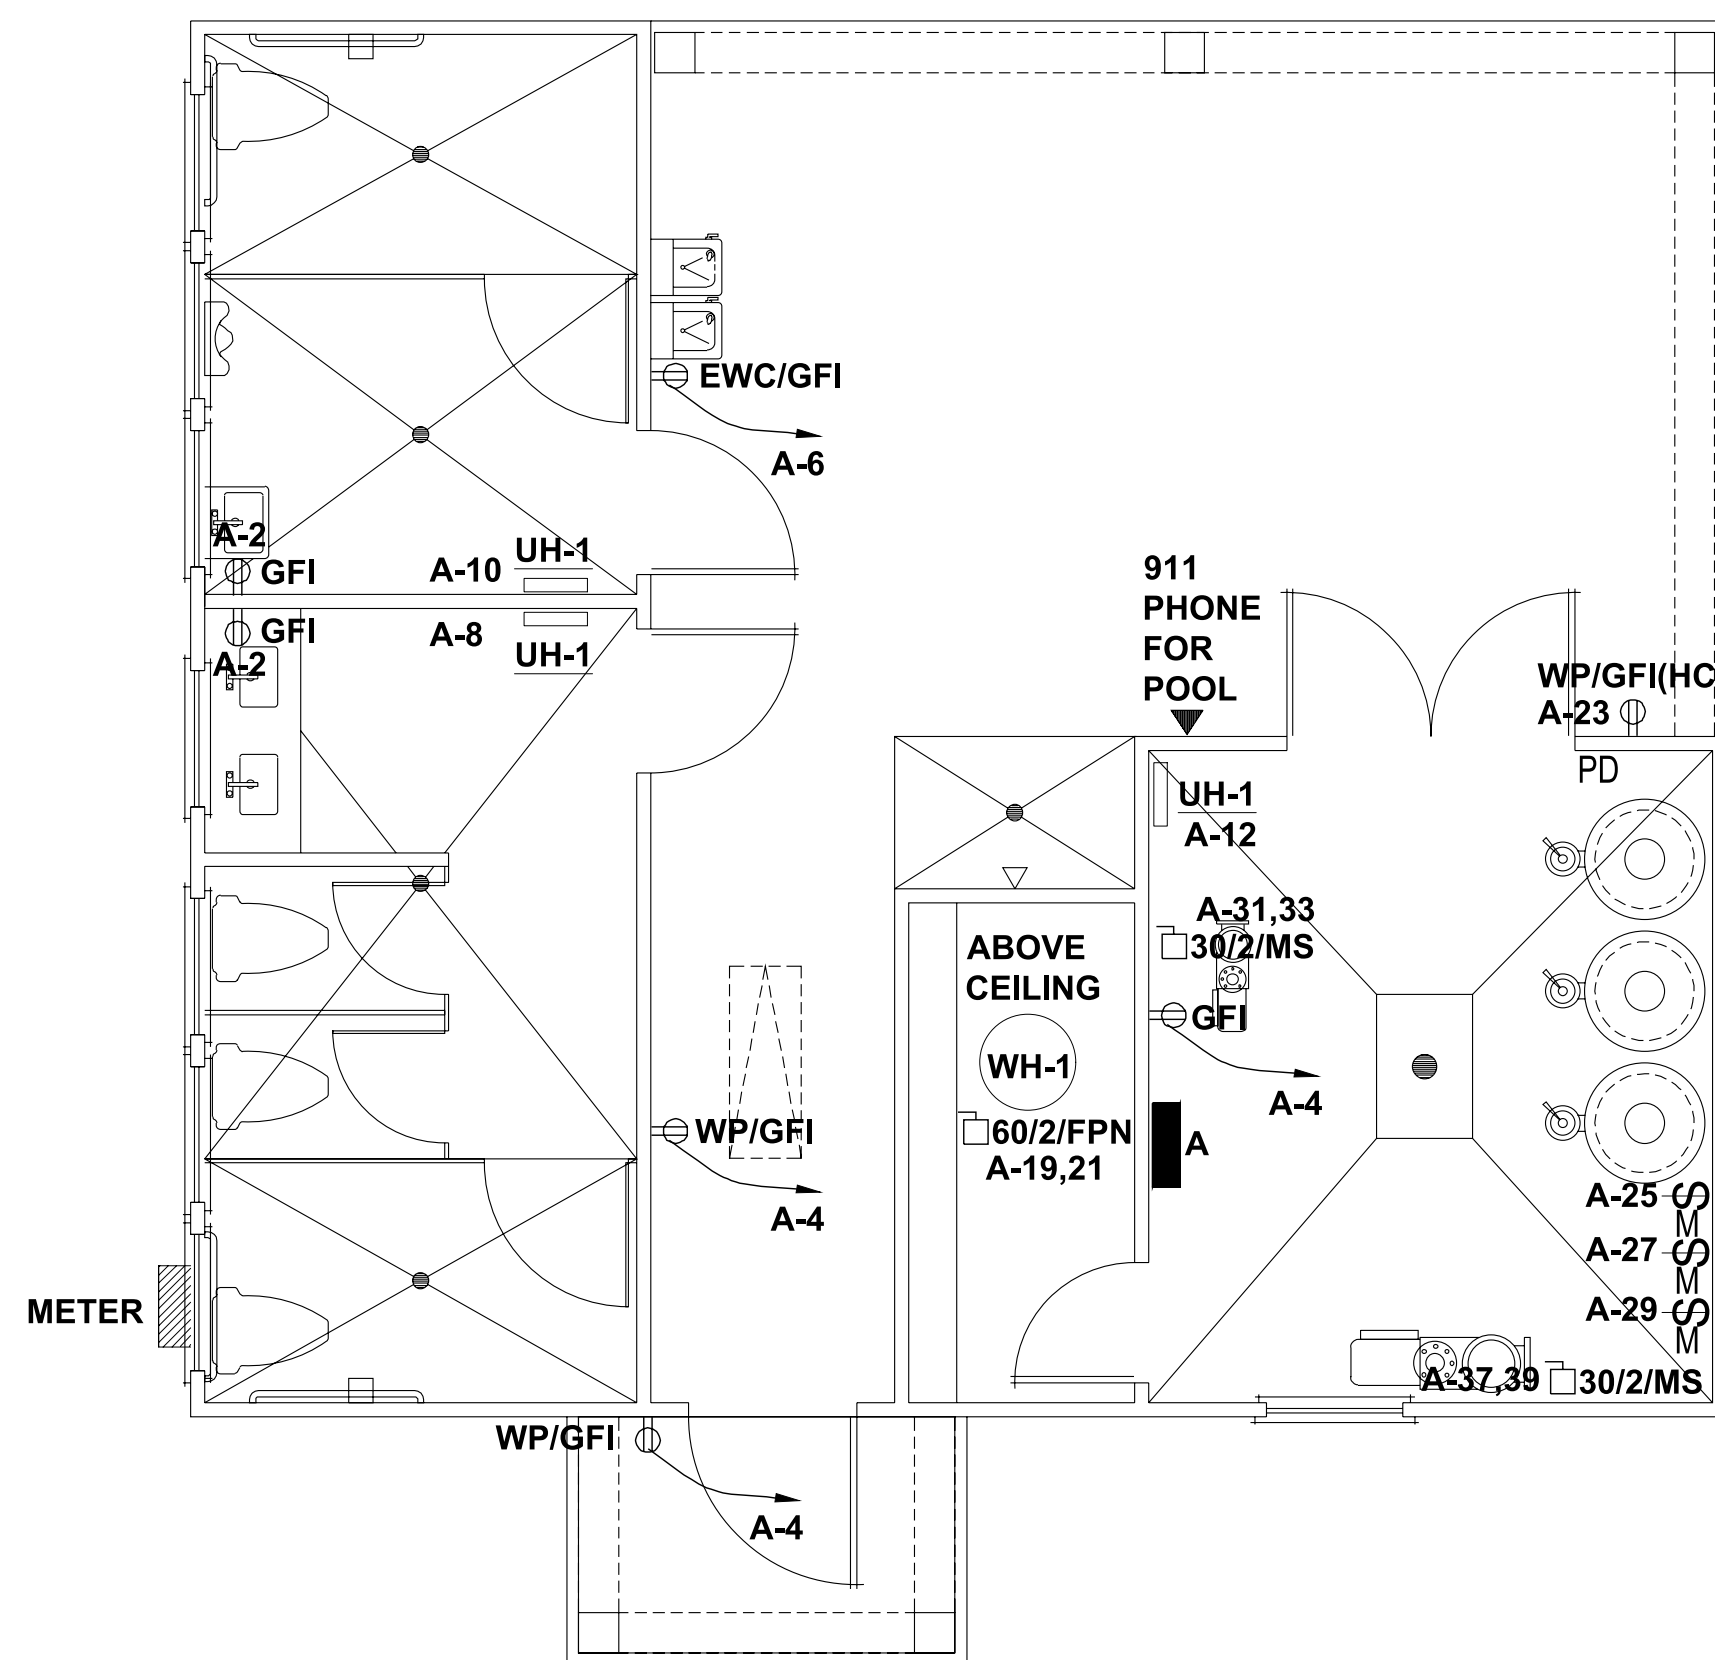 EWC/GFI
A-6
A-2
GFI
A-10
UH-1
GFI
A-2
A-8
UH-1
911
PHONE
FOR
POOL
WP/GFI(HC
A-23
PD
UH-1
A-12
A-31,33
30/2/MS
ABOVE
CEILING
GFI
A-4
WH-1
60/2/FPN
A-19,21
A
WP/GFI
A-4
A-25
S
M
A-27
S
M
A-29
S
M
METER
A-37,39
30/2/MS
WP/GFI
A-4